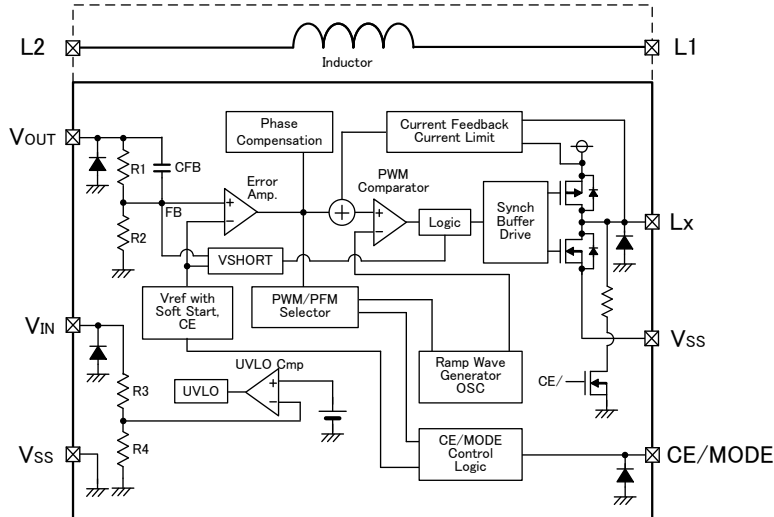 L2
Inductor
L1
VOUT
R1
CFB
FB
R2
Phase
Compensation
Current Feedback
Current Limit
Error
Amp.
+
−
+
PWM
Comparator
+
−
Logic
Synch
Buffer
Drive
Lx
VSHORT
Vref with
Soft Start,
CE
PWM/PFM
Selector
VIN
VSS
Ramp Wave
Generator
OSC
CE/
UVLO Cmp
UVLO
+
−
R3
R4
VSS
CE/MODE
Control
Logic
CE/MODE